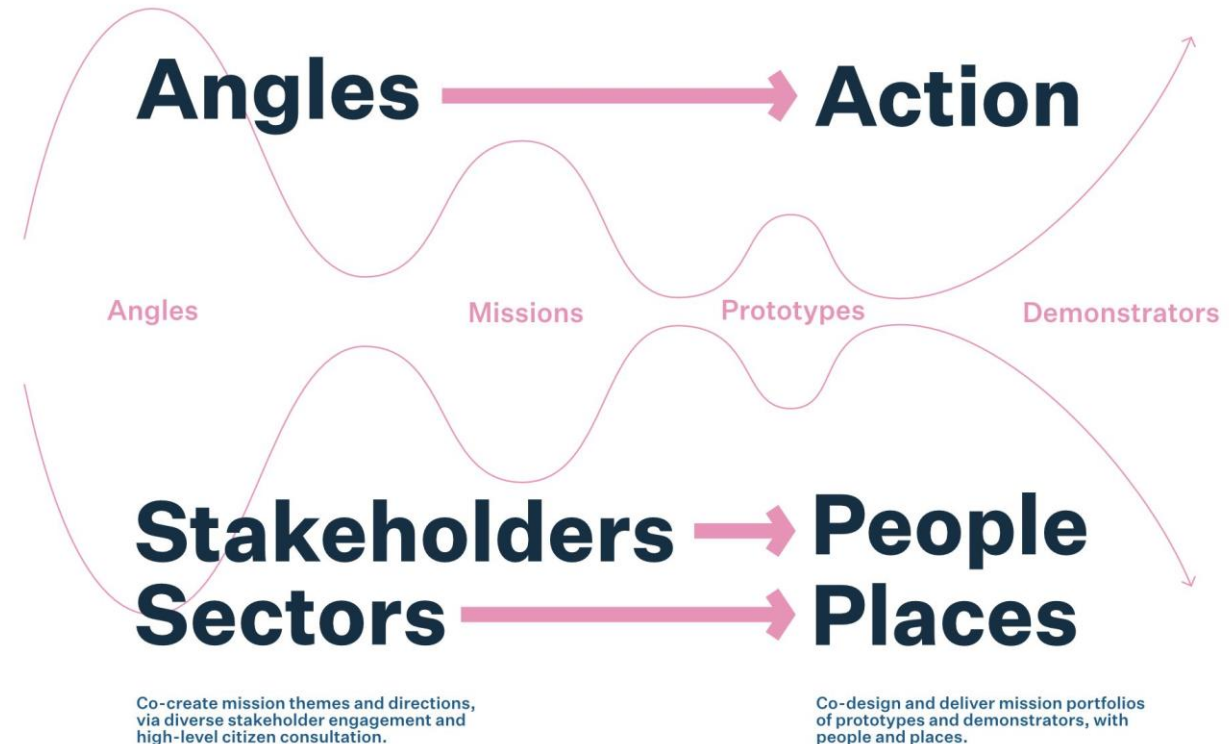 Angles Action
Angles Missions Prototypes Demonstrators
Stakeholders People
Sectors Places
Co-create mission themes and directions,
via diverse stakeholder engagement and
high-level citizen consultation.
Co-design and deliver mission portfolios
of prototypes and demonstrators, with
people and places.